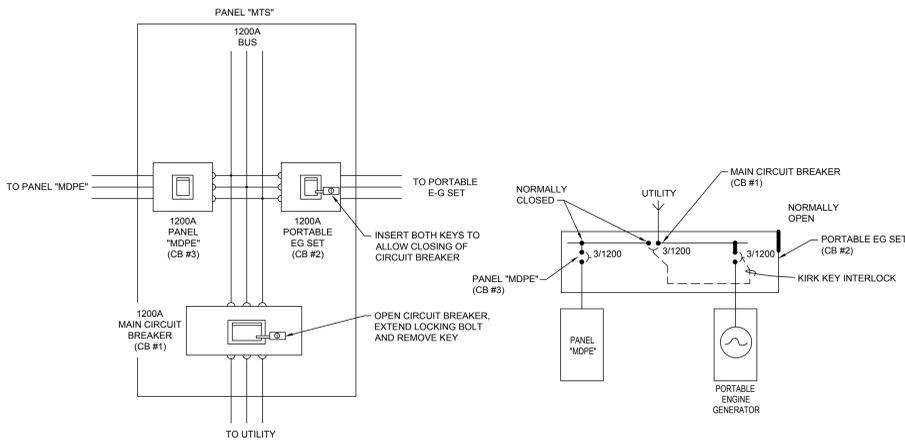 PANEL "MTS"
1200A
BUS
TO PANEL "MDPE"
1200A
PANEL
"MDPE"
(CB #3)
1200A
PORTABLE
EG SET
(CB #2)
TO PORTABLE
E-G SET
INSERT BOTH KEYS TO
ALLOW CLOSING OF
CIRCUIT BREAKER
1200A
MAIN CIRCUIT
BREAKER
(CB #1)
OPEN CIRCUIT BREAKER,
EXTEND LOCKING BOLT
AND REMOVE KEY
TO UTILITY
NORMALLY
CLOSED
UTILITY
MAIN CIRCUIT BREAKER
(CB #1)
NORMALLY
OPEN
PORTABLE EG SET
(CB #2)
3/1200
3/1200
3/1200
PANEL "MDPE"
(CB #3)
KIRK KEY INTERLOCK
PANEL
"MDPE"
PORTABLE
ENGINE
GENERATOR